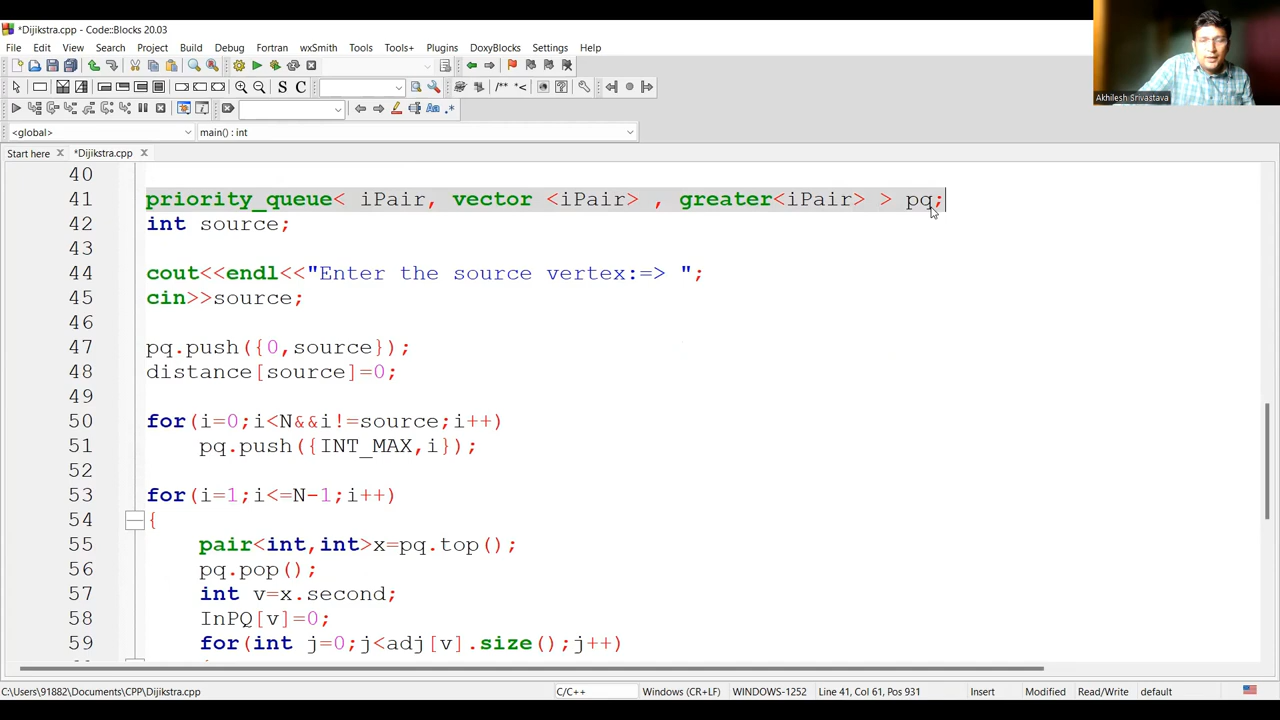 *Dijikstra.cpp - Code::Blocks 20.03
File Edit View Search Project Build Debug Fortran wxSmith Tools Tools+ Plugins DoxyBlocks Settings Help
S C /** *<
Aa .*
<global> main() : int
Start here *Dijikstra.cpp
40
41 priority_queue< iPair, vector <iPair> , greater<iPair> > pq;
42 int source;
43
44 cout<<endl<<"Enter the source vertex:=> ";
45 cin>>source;
46
47 pq.push({0,source});
48 distance[source]=0;
49
50 for(i=0;i<N&&i!=source;i++)
51 pq.push({INT_MAX,i});
52
53 for(i=1;i<=N-1;i++)
54 {
55 pair<int,int>x=pq.top();
56 pq.pop();
57 int v=x.second;
58 InPQ[v]=0;
59 for(int j=0;j<adj[v].size();j++)
C:\Users\91882\Documents\CPP\Dijikstra.cpp C/C++ Windows (CR+LF) WINDOWS-1252 Line 41, Col 61, Pos 931 Insert Modified Read/Write default
Akhilesh Srivastava